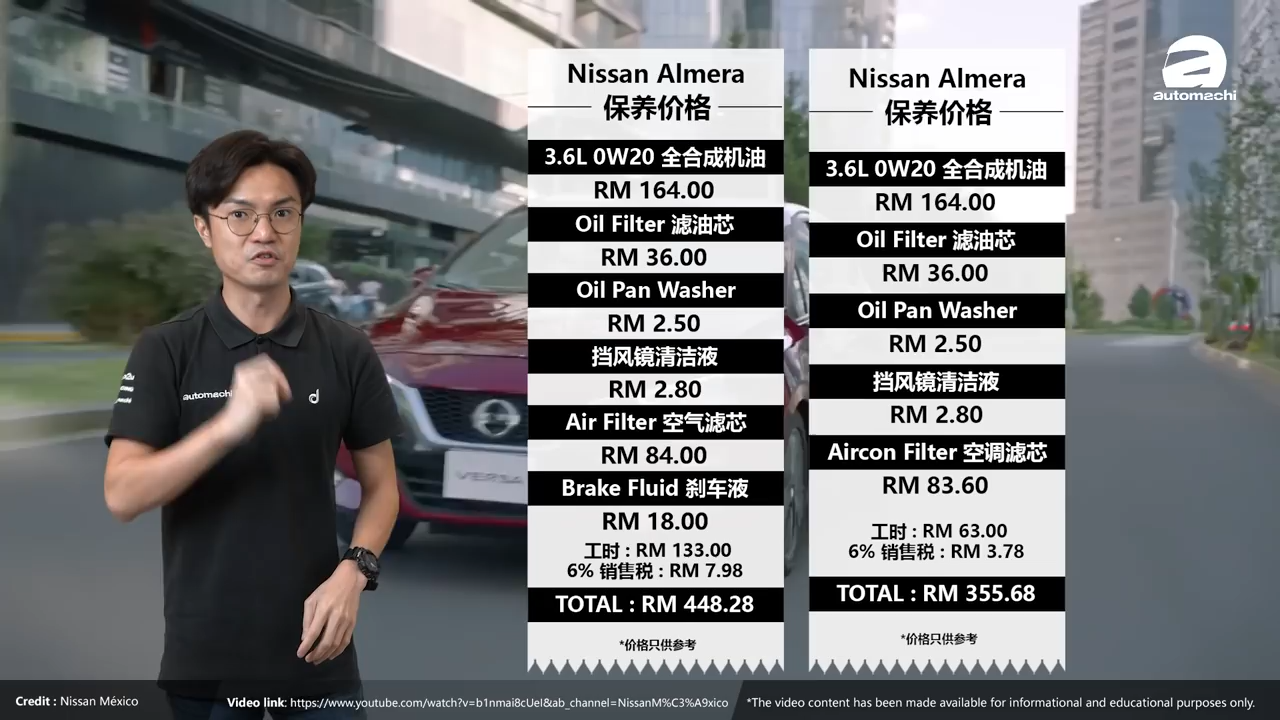 automachi
Nissan Almera
保养价格
3.6L 0W20 全合成机油
RM 164.00
Oil Filter 滤油芯
RM 36.00
Oil Pan Washer
RM 2.50
挡风镜清洁液
RM 2.80
Air Filter 空气滤芯
RM 84.00
Brake Fluid 刹车液
RM 18.00
工时 : RM 133.00
6% 销售税 : RM 7.98
TOTAL : RM 448.28
*价格只供参考
Nissan Almera
保养价格
3.6L 0W20 全合成机油
RM 164.00
Oil Filter 滤油芯
RM 36.00
Oil Pan Washer
RM 2.50
挡风镜清洁液
RM 2.80
Aircon Filter 空调滤芯
RM 83.60
工时 : RM 63.00
6% 销售税 : RM 3.78
TOTAL : RM 355.68
*价格只供参考
automachi
VERSA
Credit : Nissan México
Video link: https://www.youtube.com/watch?v=b1nmai8cUeI&ab_channel=NissanM%C3%A9xico
*The video content has been made available for informational and educational purposes only.